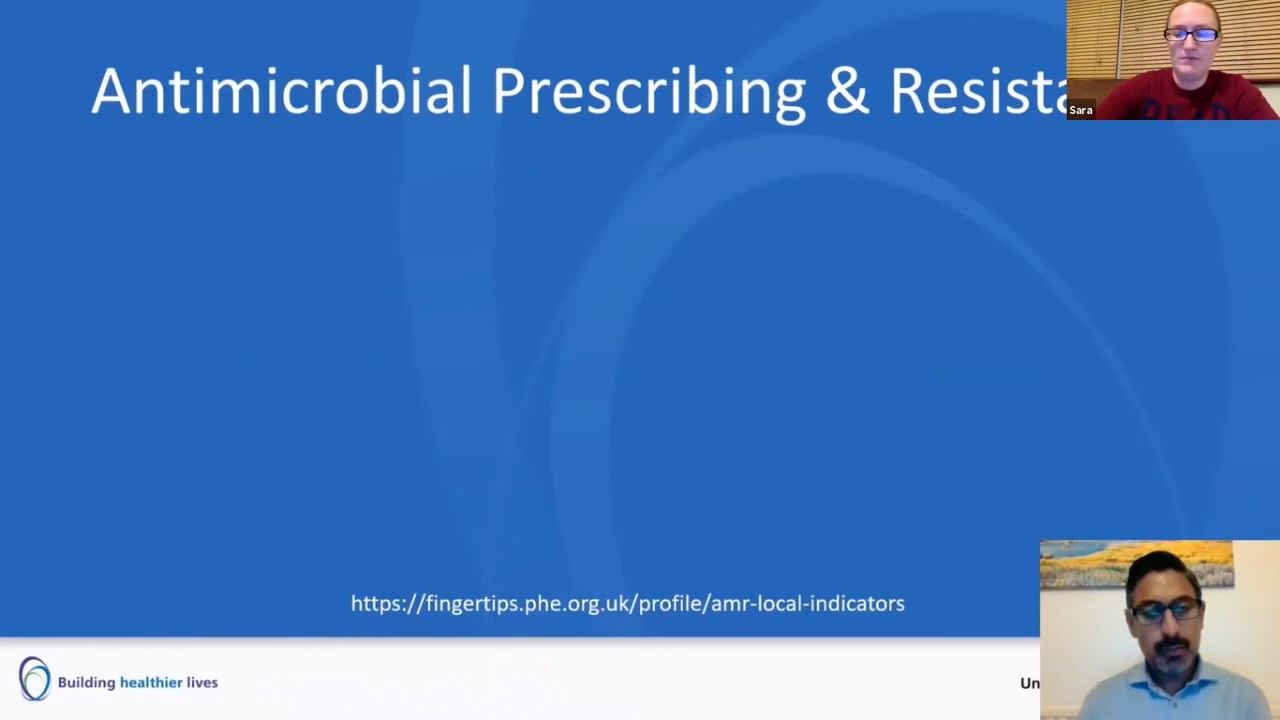 Antimicrobial Prescribing & Resista
Sara
https://fingertips.phe.org.uk/profile/amr-local-indicators
Building healthier lives
Un